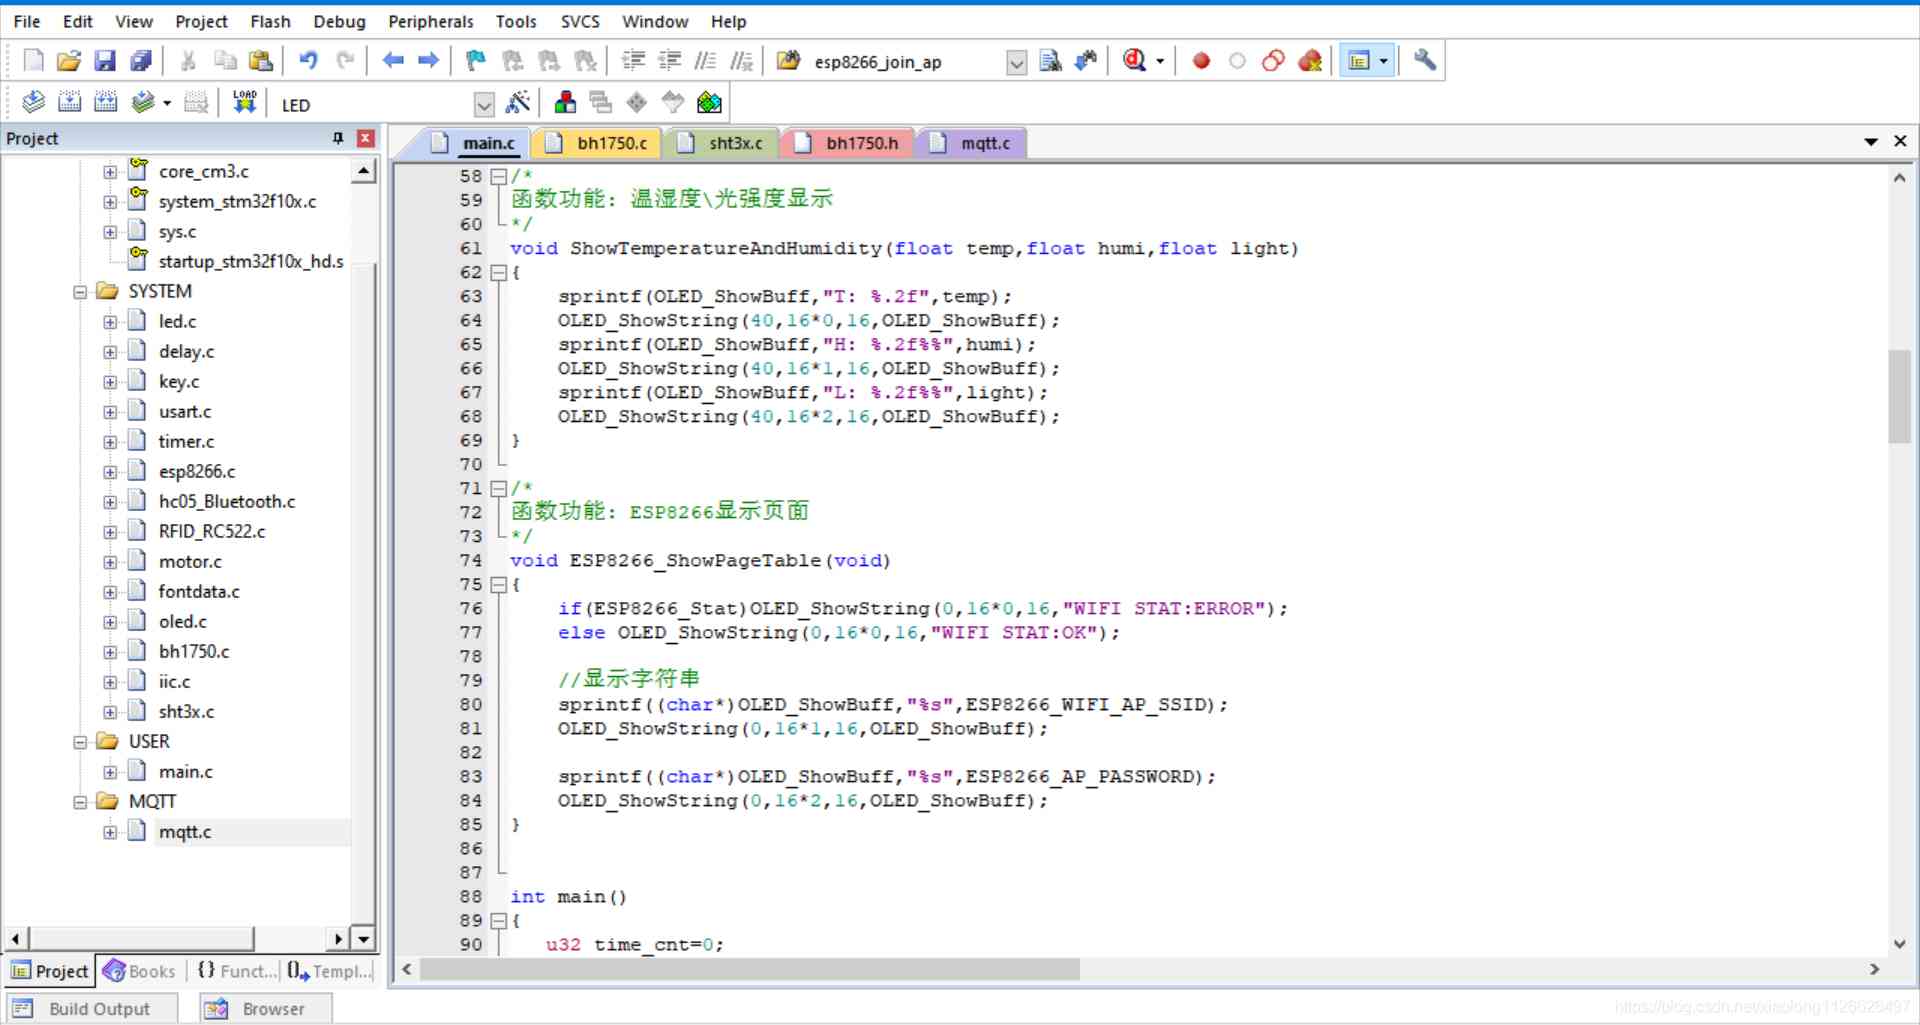 File Edit View Project Flash Debug Peripherals Tools SVCS Window Help
esp8266_join_ap
LOAD LED
Project
core_cm3.c
system_stm32f10x.c
sys.c
startup_stm32f10x_hd.s
SYSTEM
led.c
delay.c
key.c
usart.c
timer.c
esp8266.c
hc05_Bluetooth.c
RFID_RC522.c
motor.c
fontdata.c
oled.c
bh1750.c
iic.c
sht3x.c
USER
main.c
MQTT
mqtt.c
Project Books {} Funct... Templ...
main.c bh1750.c sht3x.c bh1750.h mqtt.c
58 /*
59 函数功能: 温湿度\光强度显示
60 */
61 void ShowTemperatureAndHumidity(float temp,float humi,float light)
62 {
63 sprintf(OLED_ShowBuff,"T: %.2f",temp);
64 OLED_ShowString(40,16*0,16,OLED_ShowBuff);
65 sprintf(OLED_ShowBuff,"H: %.2f%%",humi);
66 OLED_ShowString(40,16*1,16,OLED_ShowBuff);
67 sprintf(OLED_ShowBuff,"L: %.2f%%",light);
68 OLED_ShowString(40,16*2,16,OLED_ShowBuff);
69 }
70
71 /*
72 函数功能: ESP8266显示页面
73 */
74 void ESP8266_ShowPageTable(void)
75 {
76 if(ESP8266_Stat)OLED_ShowString(0,16*0,16,"WIFI STAT:ERROR");
77 else OLED_ShowString(0,16*0,16,"WIFI STAT:OK");
78
79 //显示字符串
80 sprintf((char*)OLED_ShowBuff,"%s",ESP8266_WIFI_AP_SSID);
81 OLED_ShowString(0,16*1,16,OLED_ShowBuff);
82
83 sprintf((char*)OLED_ShowBuff,"%s",ESP8266_AP_PASSWORD);
84 OLED_ShowString(0,16*2,16,OLED_ShowBuff);
85 }
86
87
88 int main()
89 {
90 u32 time_cnt=0;
Build Output Browser